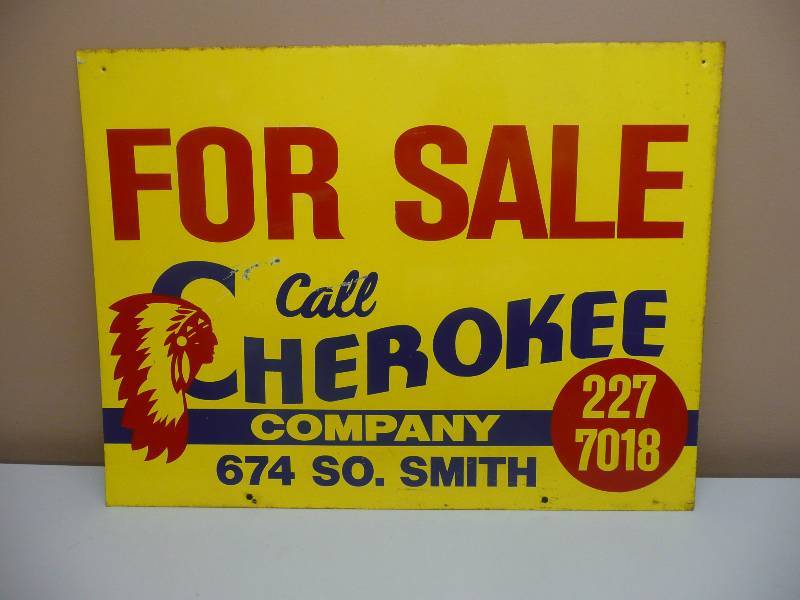 FOR SALE
Call
CHEROKEE
COMPANY
227
7018
674 SO. SMITH